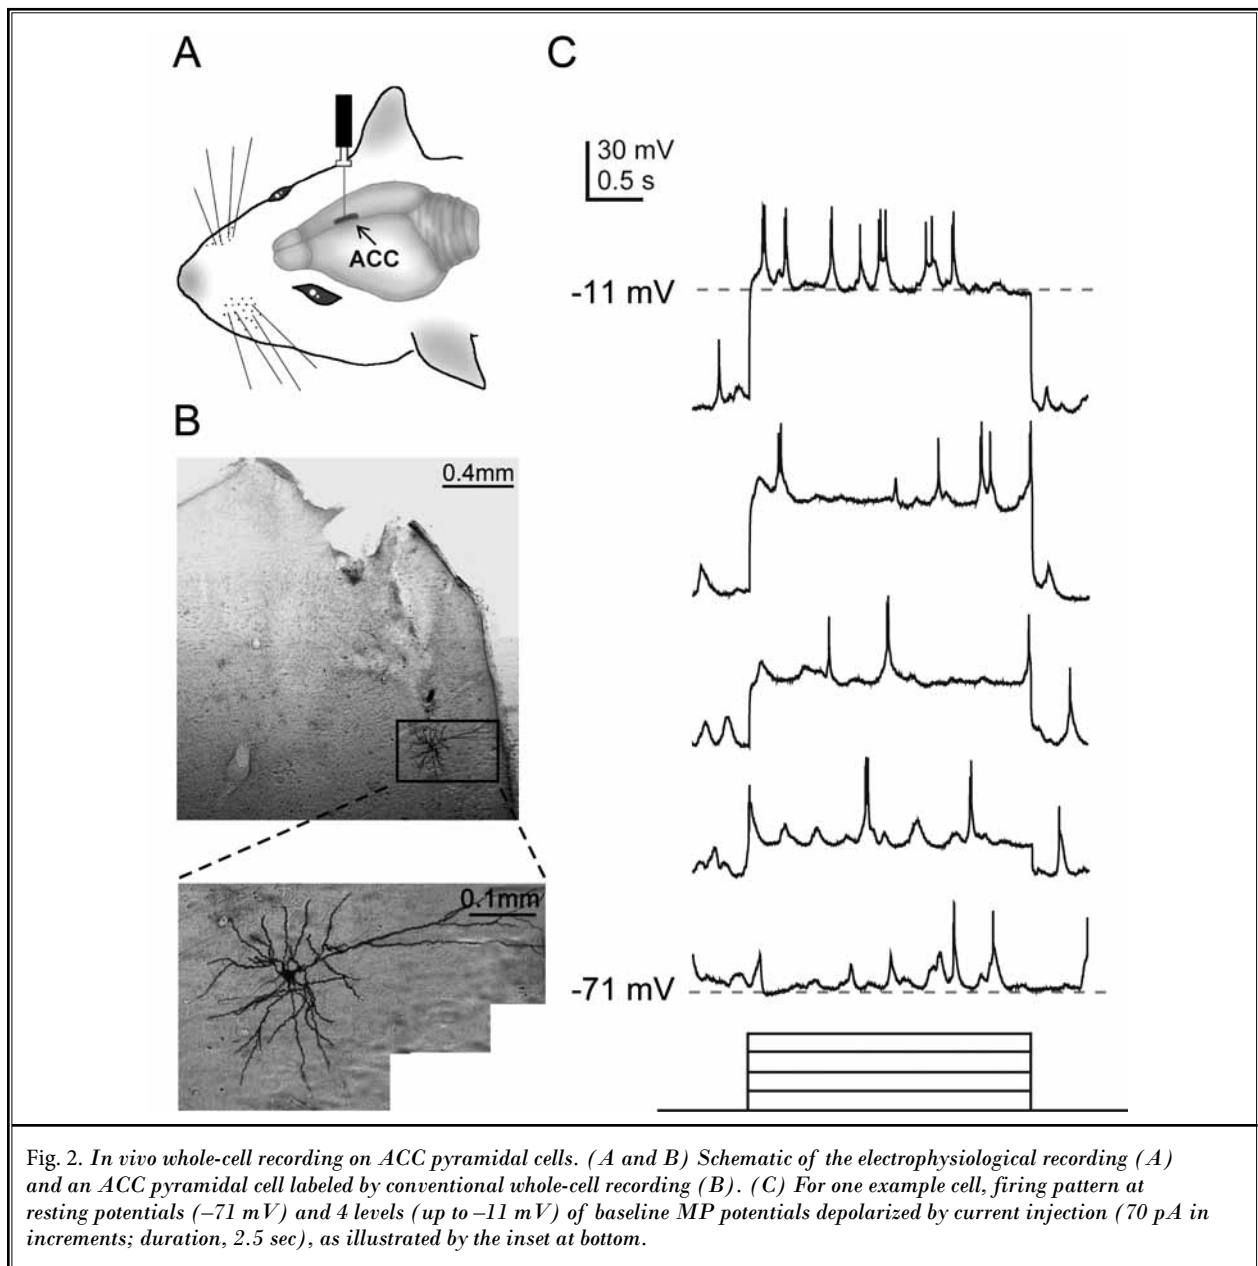 A
ACC
B
0.4mm
0.1mm
C
30 mV
0.5 s
-11 mV
-71 mV
Fig. 2. In vivo whole-cell recording on ACC pyramidal cells. (A and B) Schematic of the electrophysiological recording (A)
and an ACC pyramidal cell labeled by conventional whole-cell recording (B). (C) For one example cell, firing pattern at
resting potentials (–71 mV) and 4 levels (up to –11 mV) of baseline MP potentials depolarized by current injection (70 pA in
increments; duration, 2.5 sec), as illustrated by the inset at bottom.